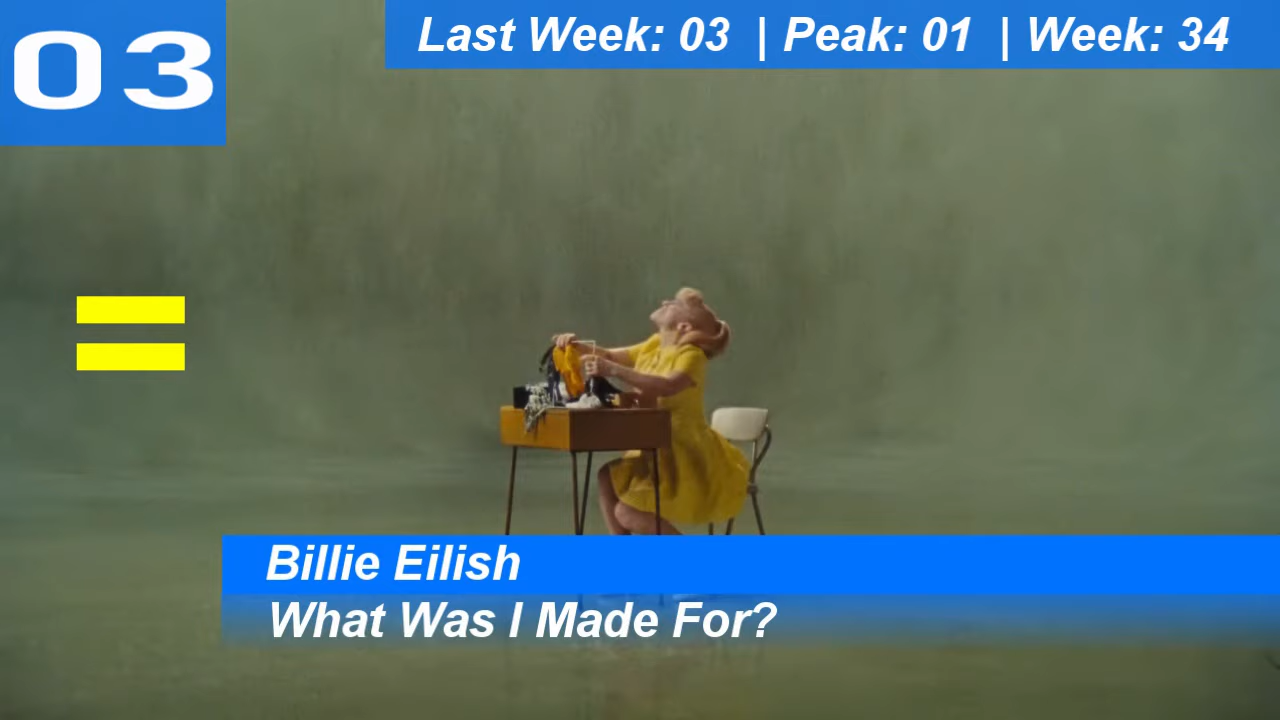 03
Last Week: 03 | Peak: 01 | Week: 34
=
Billie Eilish
What Was I Made For?